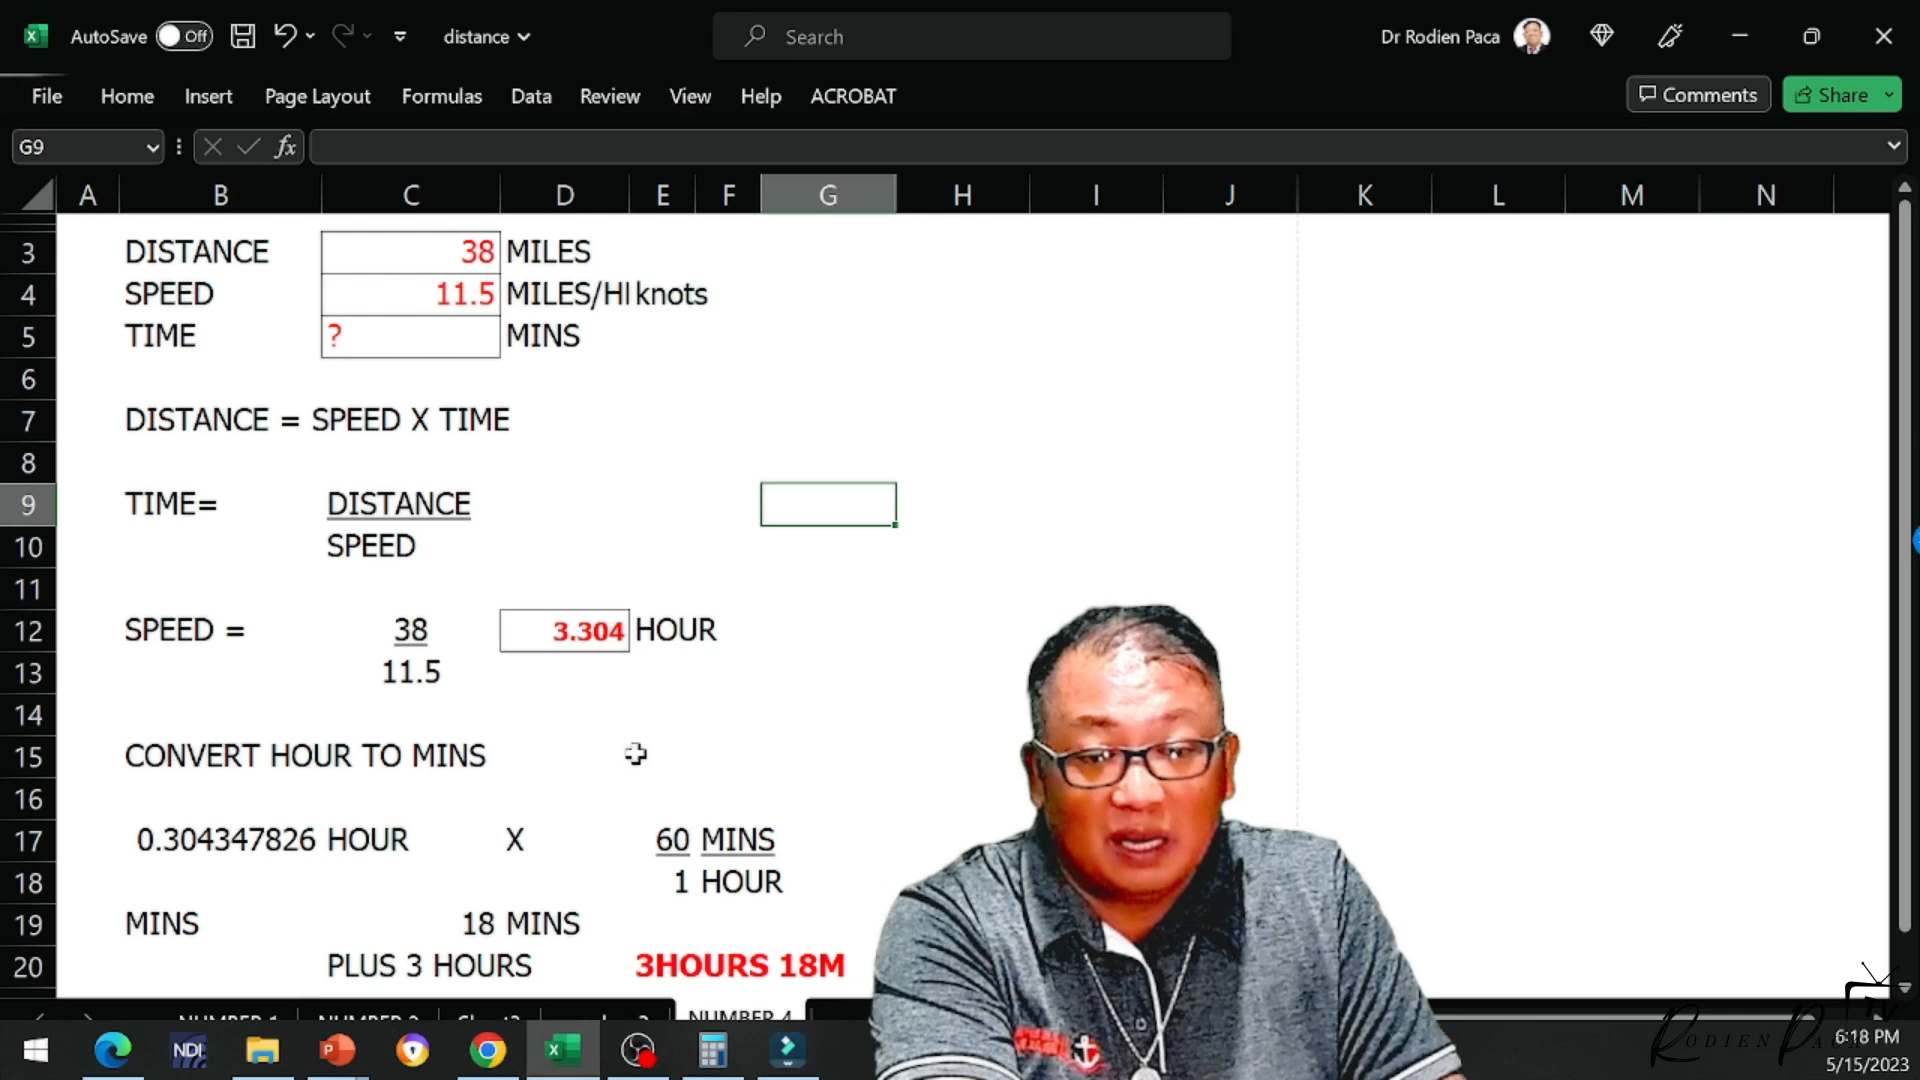 AutoSave Off distance Search Dr Rodien Paca
File Home Insert Page Layout Formulas Data Review View Help ACROBAT Comments Share
G9 fx
A B C D E F G H I J K L M N
3 DISTANCE 38 MILES
4 SPEED 11.5 MILES/H knots
5 TIME ? MINS
6
7 DISTANCE = SPEED X TIME
8
9 TIME= DISTANCE
10 SPEED
11
12 SPEED = 38 3.304 HOUR
13 11.5
14
15 CONVERT HOUR TO MINS
16
17 0.304347826 HOUR X 60 MINS
18 1 HOUR
19 MINS 18 MINS
20 PLUS 3 HOURS 3HOURS 18M
NUMBER 4
NDI
6:18 PM
5/15/2023